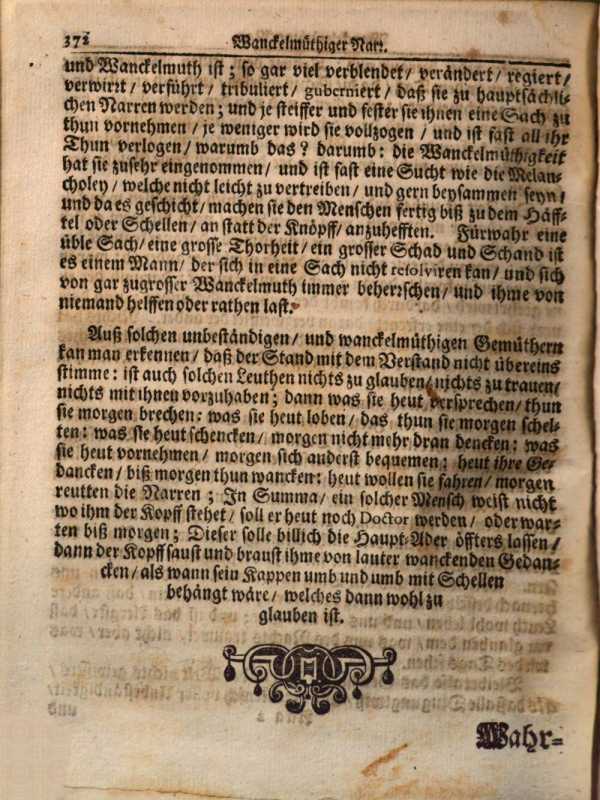 372 Wanckelmüthiger Narr.
und Wanckelmuth ist; so gar viel verblendet/ verändert/ regiert/
verwirrt/ verführt/ tribuliert/ guberniert/ daß sie zu hauptsächli-
chen Narren werden; und je steiffer und fester sie ihnen eine Sach zu
thun vornehmen/ je weniger wird sie vollzogen/ und ist fast all ihr
Thun verlogen/ warumb das? darumb: die Wanckelmüthigkeit
hat sie zusehr eingenommen/ und ist fast eine Sucht wie die Melan-
choley/ welche nicht leicht zu vertreiben/ und gern beysammen seyn/
und da es geschicht/ machen sie den Menschen fertig biß zu dem Häff-
tel oder Schellen/ an statt der Knöpff/ anzuhefften. Fürwahr eine
üble Sach/ eine grosse Thorheit/ ein grosser Schad und Schand ist
es einem Mann/ der sich in eine Sach nicht resolviren kan/ und sich
von gar zugrosser Wanckelmuth immer beherrschen/ und ihme von
niemand helffen oder rathen last.
Auß solchen unbeständigen/ und wanckelmüthigen Gemüthern
kan man erkennen/ daß der Stand mit dem Verstand nicht übereins
stimme: ist auch solchen Leuthen nichts zu glauben/ nichts zu trauen/
nichts mit ihnen vorzuhaben; dann was sie heut versprechen/ thun
sie morgen brechen: was sie heut loben/ das thun sie morgen schel-
ten: was sie heut schencken/ morgen nicht mehr dran dencken: was
sie heut vornehmen/ morgen sich anderst bequemen: heut ihre Ge-
dancken/ biß morgen thun wancken: heut wollen sie fahren/ morgen
reutten die Narren; In Summa/ ein solcher Mensch weist nicht
wo ihm der Kopff stehet/ soll er heut noch Doctor werden/ oder war-
ten biß morgen; Dieser solle billich die Haupt-Ader öffters lassen/
dann der Kopff saust und braust ihme von lauter wanckenden Gedan-
cken/ als wann sein Kappen umb und umb mit Schellen
behängt wäre/ welches dann wohl zu
glauben ist.
Wahr-